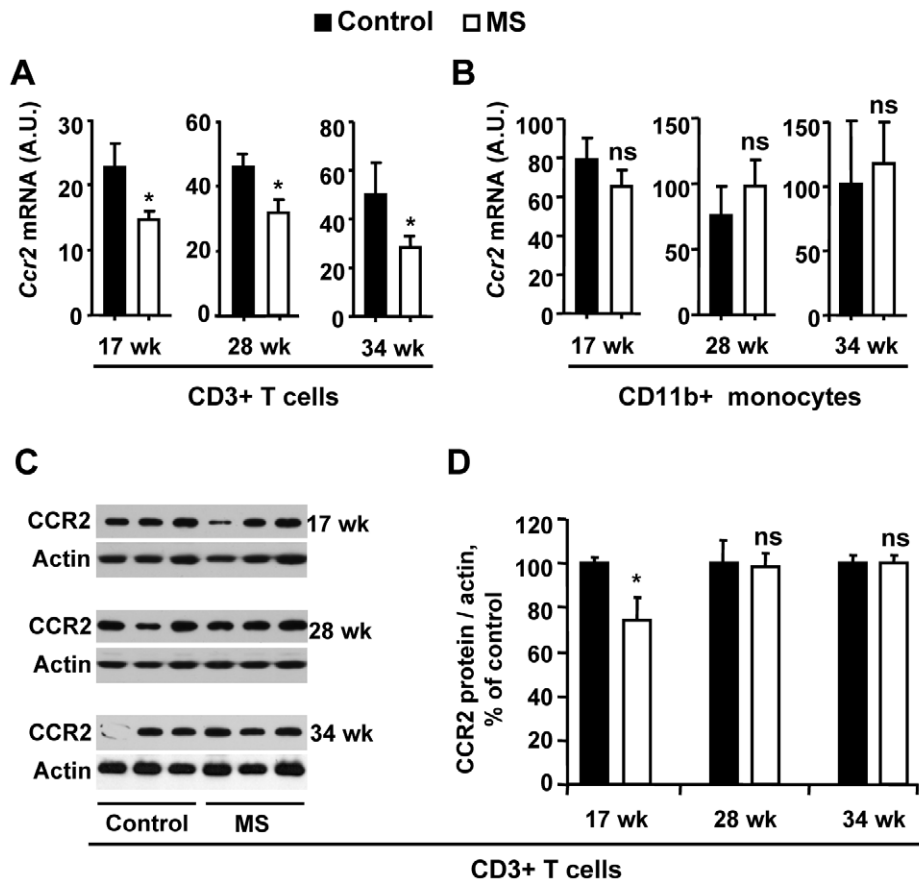 Control MS
A
Ccr2 mRNA (A.U.)
30
20
10
0
17 wk
*
60
40
20
0
28 wk
*
80
60
40
20
0
34 wk
*
CD3+ T cells
B
Ccr2 mRNA (A.U.)
100
80
60
40
20
0
17 wk
ns
150
100
50
0
28 wk
ns
150
100
50
0
34 wk
ns
CD11b+ monocytes
C
CCR2 17 wk
Actin
CCR2 28 wk
Actin
CCR2 34 wk
Actin
Control MS
D
CCR2 protein / actin,
% of control
120
100
80
60
40
20
0
* ns ns
17 wk 28 wk 34 wk
CD3+ T cells